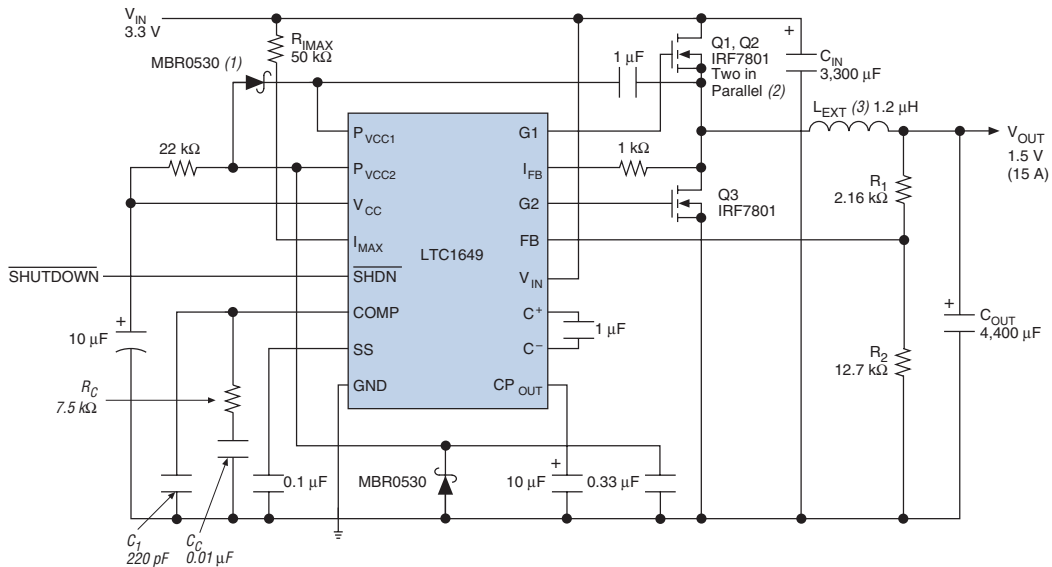 V_IN
3.3 V
R_IMAX
50 kΩ
MBR0530 (1)
1 µF
Q1, Q2
IRF7801
Two in
Parallel (2)
+
C_IN
3,300 µF
L_EXT (3) 1.2 µH
V_OUT
1.5 V
(15 A)
22 kΩ
P_VCC1
P_VCC2
V_CC
I_MAX
SHDN
COMP
SS
GND
LTC1649
G1
I_FB
G2
FB
V_IN
C+
C−
CP_OUT
1 kΩ
Q3
IRF7801
R_1
2.16 kΩ
SHUTDOWN
+
10 µF
1 µF
+
C_OUT
4,400 µF
R_2
12.7 kΩ
R_C
7.5 kΩ
0.1 µF
MBR0530
+
10 µF
0.33 µF
C_1
220 pF
C_C
0.01 µF